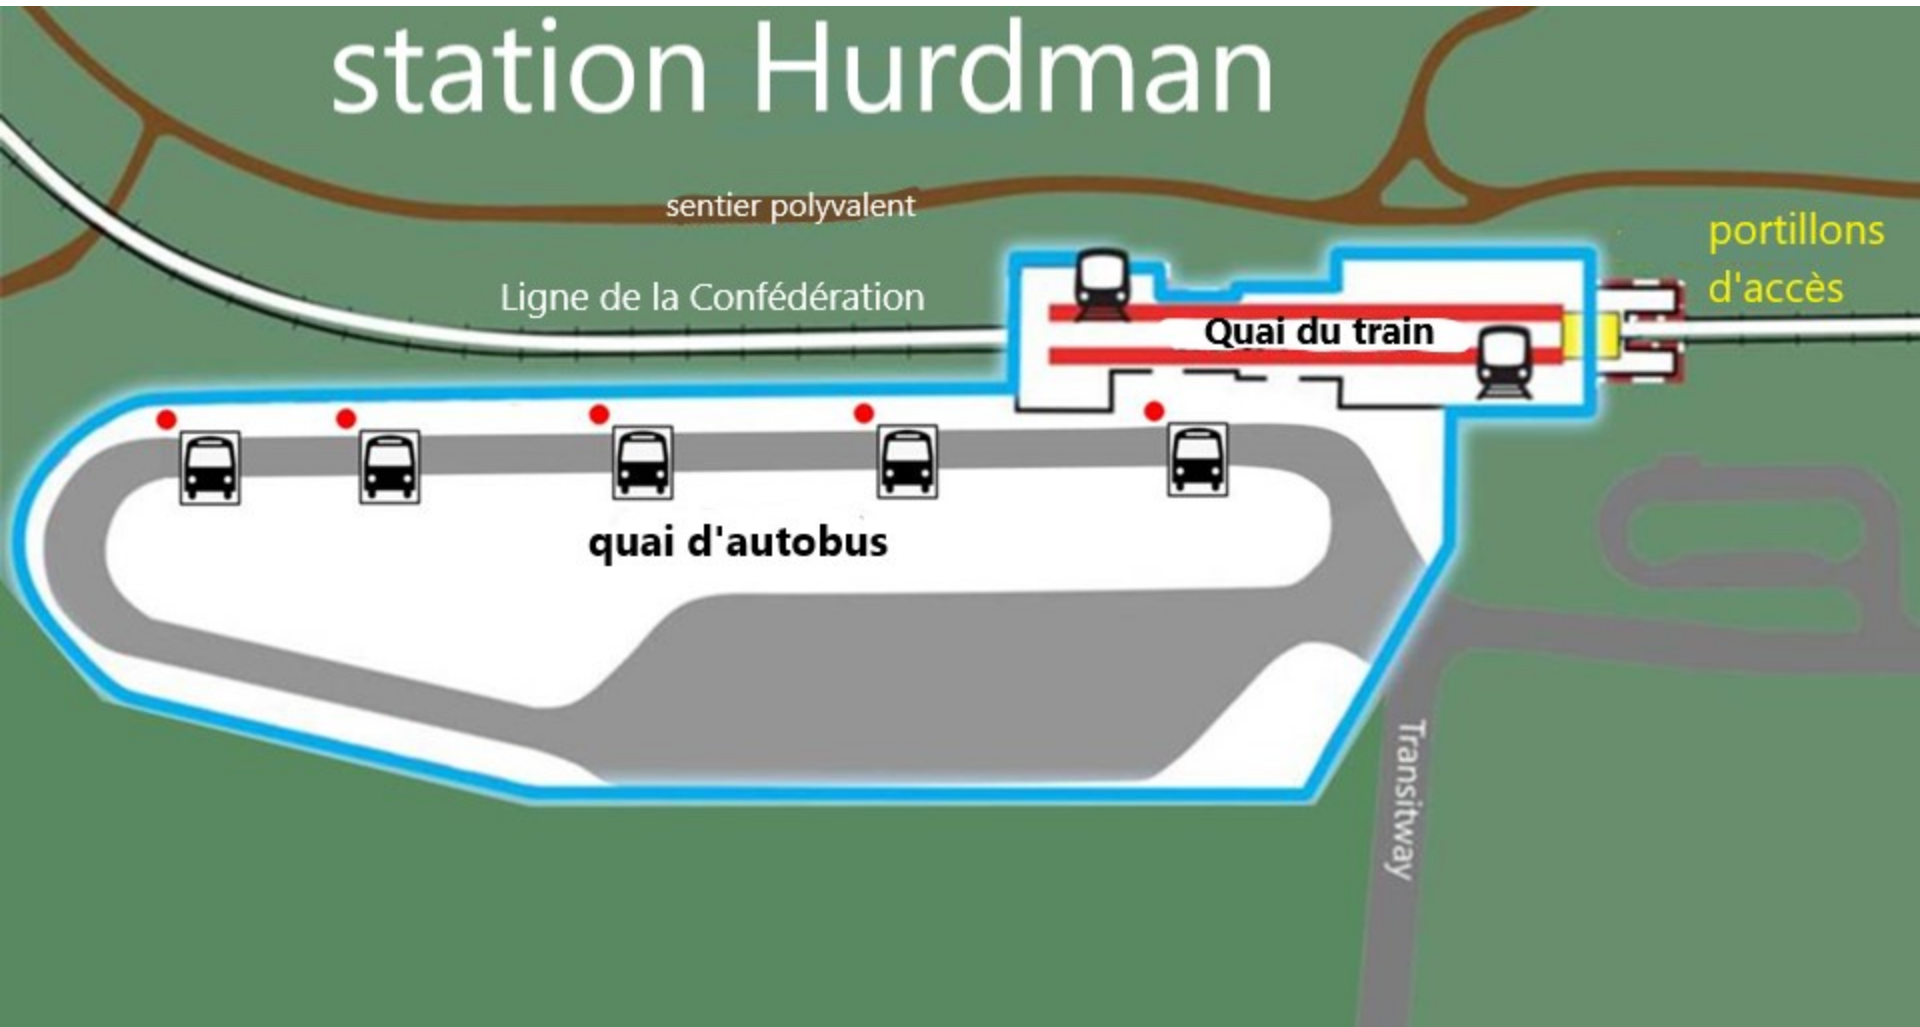 station Hurdman
sentier polyvalent
portillons
d'accès
Ligne de la Confédération
Quai du train
quai d'autobus
Transitway